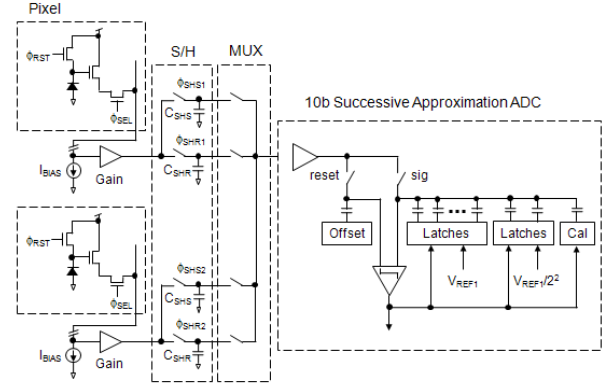 Pixel
S/H
MUX
ΦRST
ΦSEL
IBIAS
Gain
ΦSHS1
CSHS
ΦSHR1
CSHR
10b Successive Approximation ADC
reset
sig
Offset
Latches
Latches
Cal
VREF1
VREF1/2²
ΦRST
ΦSEL
IBIAS
Gain
ΦSHS2
CSHS
ΦSHR2
CSHR